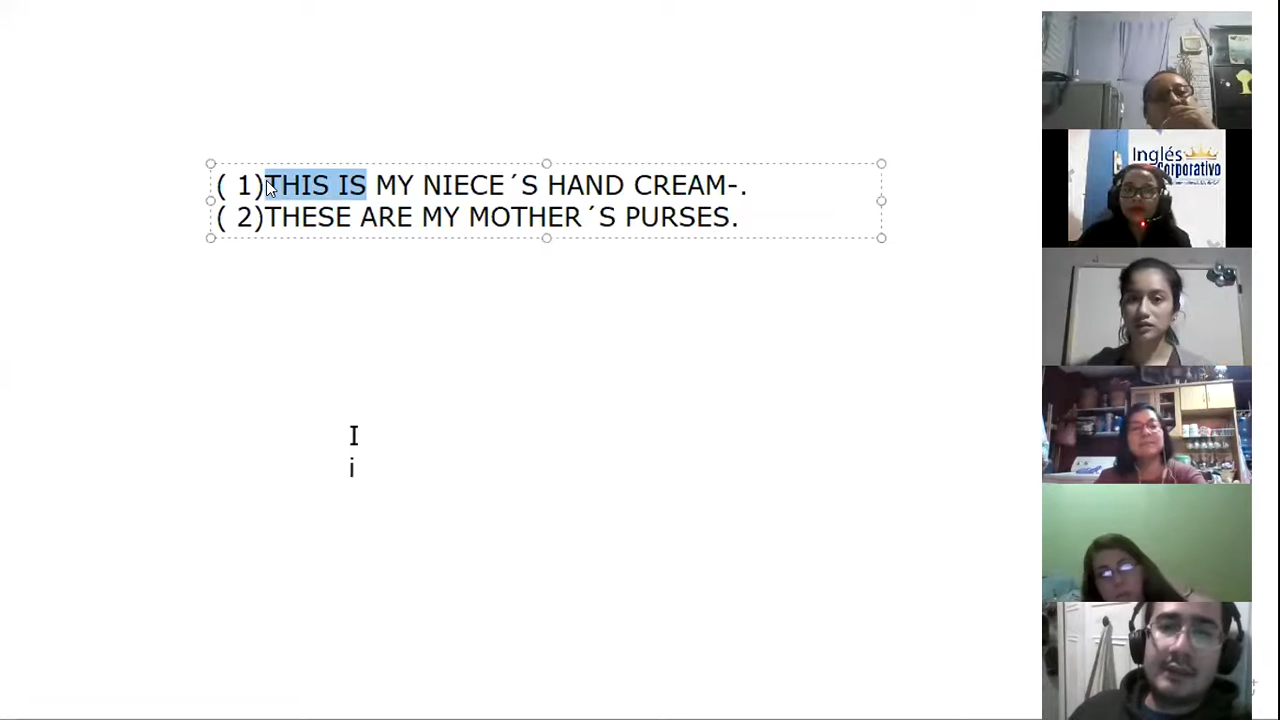 ( 1)THIS IS MY NIECE´S HAND CREAM-.
( 2)THESE ARE MY MOTHER´S PURSES.
I
i
Inglés
Corporativo